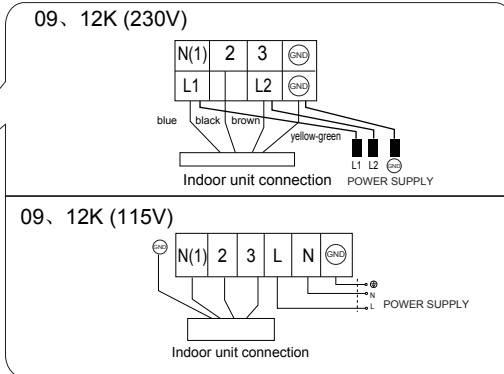 09、12K (230V)
N(1) 2 3 GND
L1 L2 GND
blue black brown
yellow-green
L1 L2 GND
Indoor unit connection POWER SUPPLY
09、12K (115V)
GND N(1) 2 3 L N GND
N
L POWER SUPPLY
Indoor unit connection